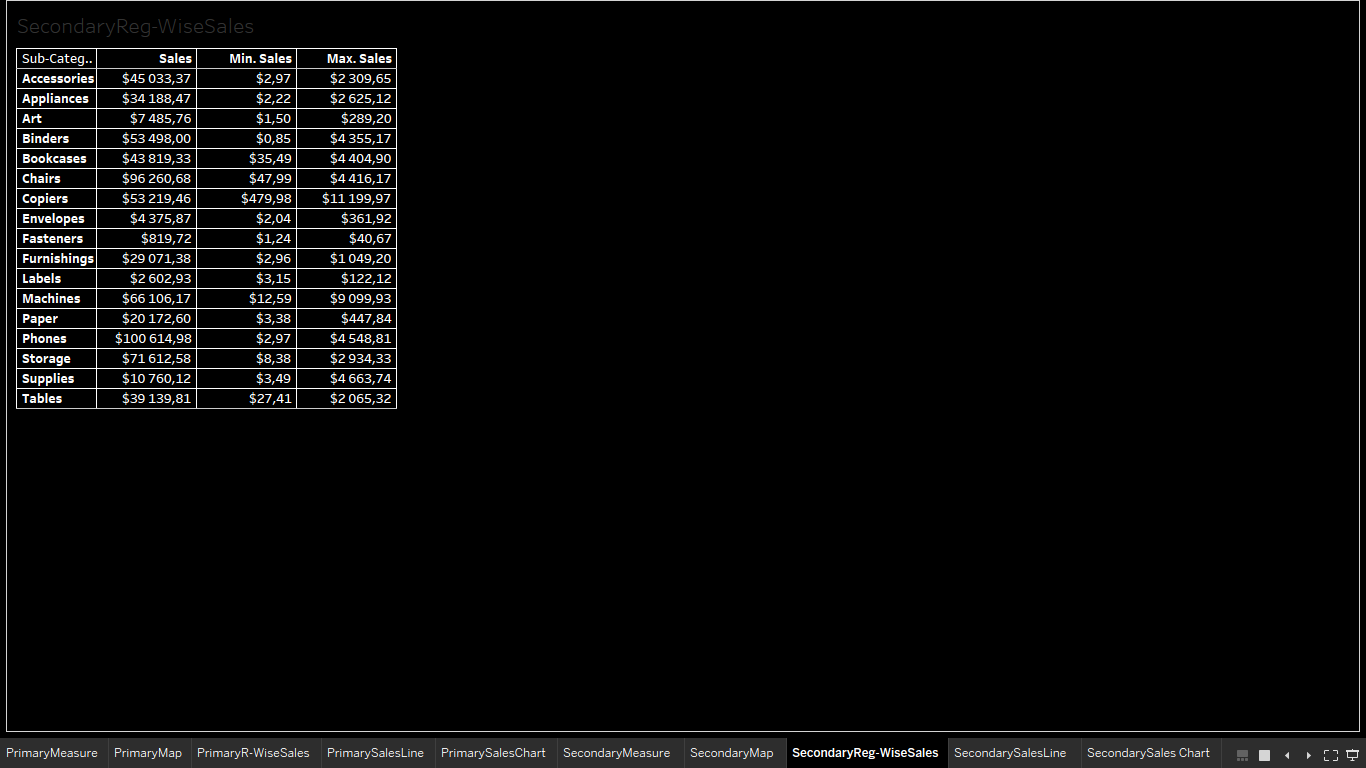 SecondaryReg-WiseSales
Sub-Categ.. Sales Min. Sales Max. Sales
Accessories $45 033,37 $2,97 $2 309,65
Appliances $34 188,47 $2,22 $2 625,12
Art $7 485,76 $1,50 $289,20
Binders $53 498,00 $0,85 $4 355,17
Bookcases $43 819,33 $35,49 $4 404,90
Chairs $96 260,68 $47,99 $4 416,17
Copiers $53 219,46 $479,98 $11 199,97
Envelopes $4 375,87 $2,04 $361,92
Fasteners $819,72 $1,24 $40,67
Furnishings $29 071,38 $2,96 $1 049,20
Labels $2 602,93 $3,15 $122,12
Machines $66 106,17 $12,59 $9 099,93
Paper $20 172,60 $3,38 $447,84
Phones $100 614,98 $2,97 $4 548,81
Storage $71 612,58 $8,38 $2 934,33
Supplies $10 760,12 $3,49 $4 663,74
Tables $39 139,81 $27,41 $2 065,32
PrimaryMeasure PrimaryMap PrimaryR-WiseSales PrimarySalesLine PrimarySalesChart SecondaryMeasure SecondaryMap SecondaryReg-WiseSales SecondarySalesLine SecondarySales Chart